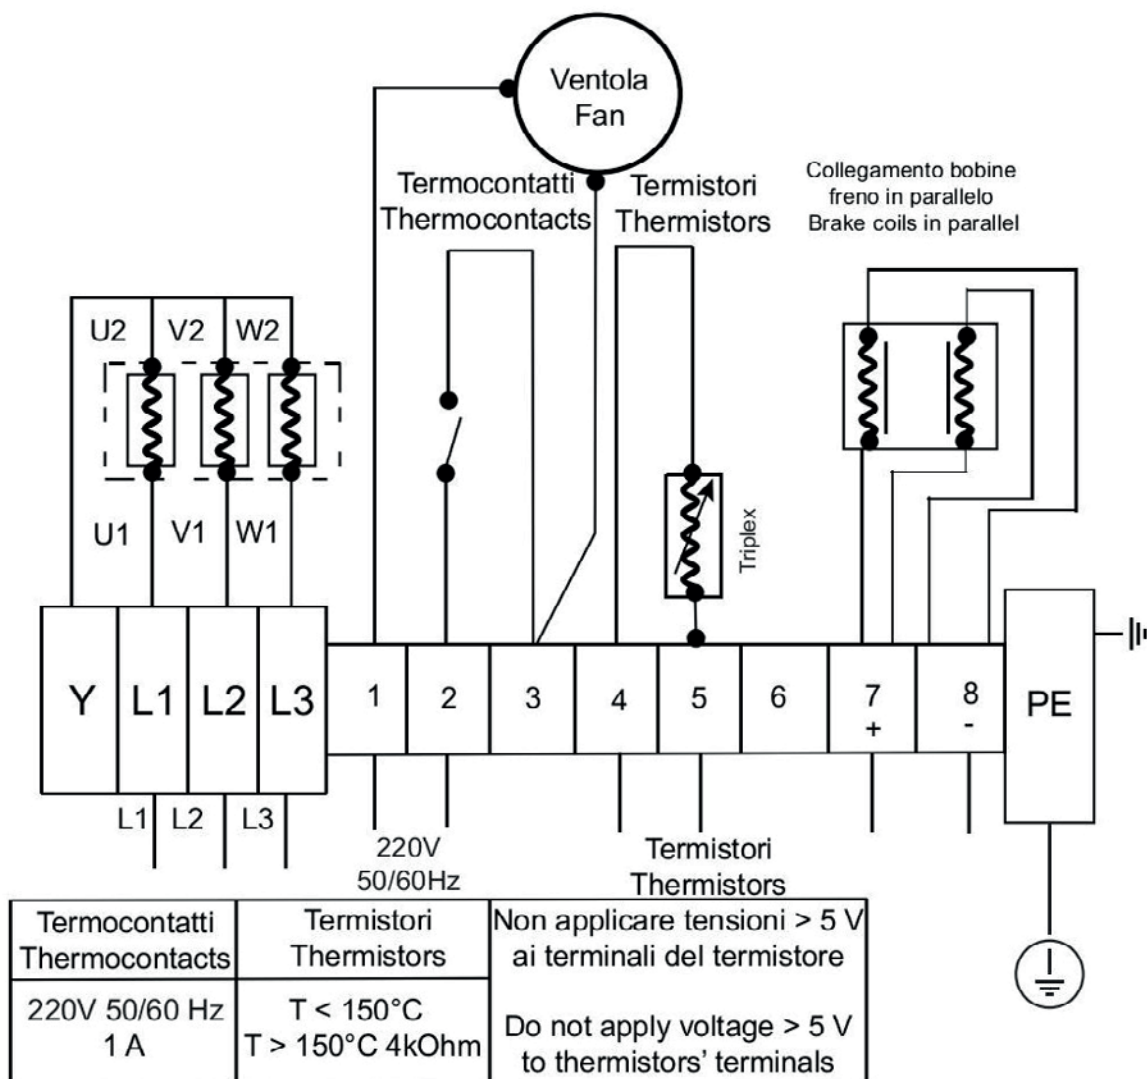 Ventola
Fan
Termocontatti
Thermocontacts
Termistori
Thermistors
Collegamento bobine
freno in parallelo
Brake coils in parallel
U2 V2 W2
U1 V1 W1
Triplex
Y L1 L2 L3 1 2 3 4 5 6 7 8 PE
+ -
L1 L2 L3
220V
50/60Hz
Termistori
Thermistors
Termocontatti
Thermocontacts
220V 50/60 Hz
1 A
Termistori
Thermistors
T < 150°C
T > 150°C 4kOhm
Non applicare tensioni > 5 V
ai terminali del termistore
Do not apply voltage > 5 V
to thermistors' terminals